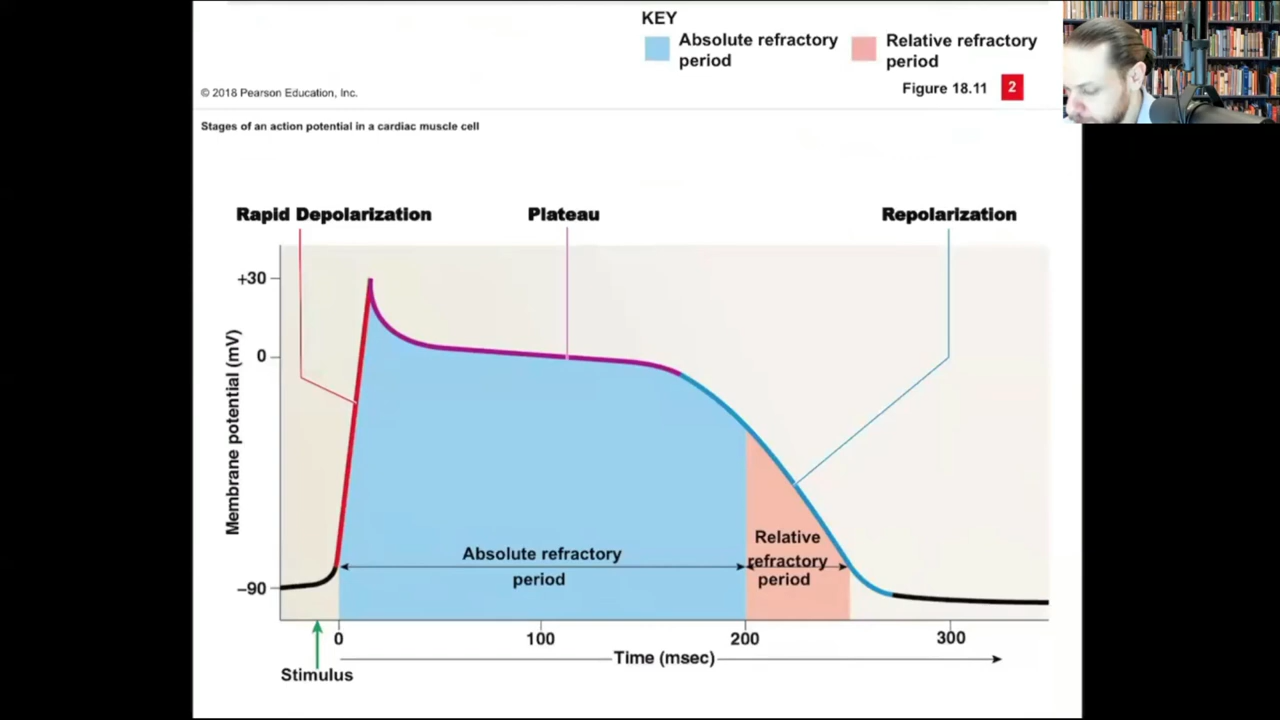 KEY
Absolute refractory
period
Relative refractory
period
Figure 18.11 2
© 2018 Pearson Education, Inc.
Stages of an action potential in a cardiac muscle cell
Rapid Depolarization
Plateau
Repolarization
+30
0
–90
Membrane potential (mV)
Absolute refractory
period
Relative
refractory
period
0
100
200
300
Time (msec)
Stimulus